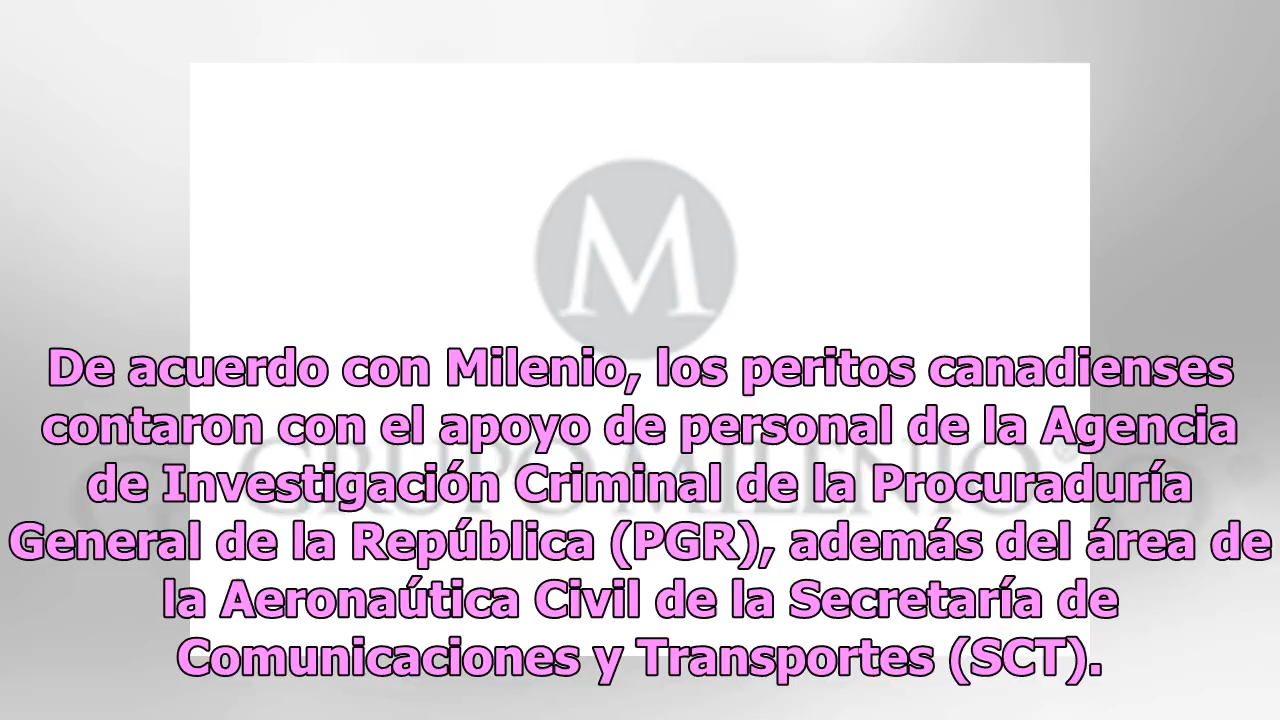 M
De acuerdo con Milenio, los peritos canadienses
contaron con el apoyo de personal de la Agencia
GRUPO MILENIO®
de Investigación Criminal de la Procuraduría
General de la República (PGR), además del área de
la Aeronaútica Civil de la Secretaría de
Comunicaciones y Transportes (SCT).